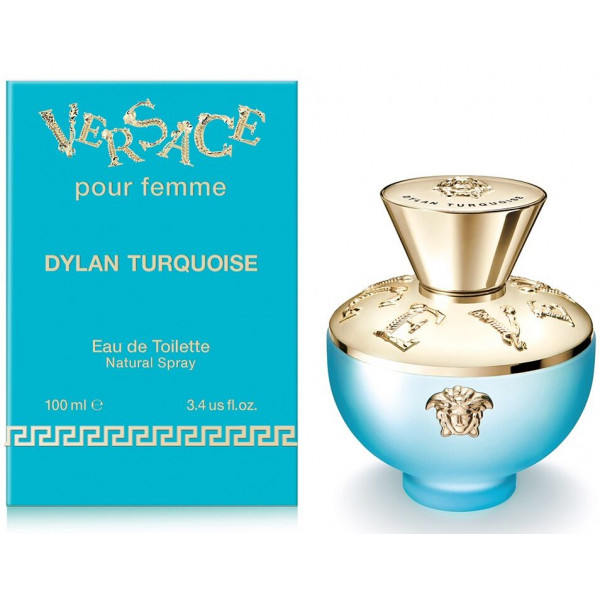 VERSACE
pour femme
DYLAN TURQUOISE
Eau de Toilette
Natural Spray
100 ml ℮ 3.4 us fl.oz.
DYLAN TURQUOISE